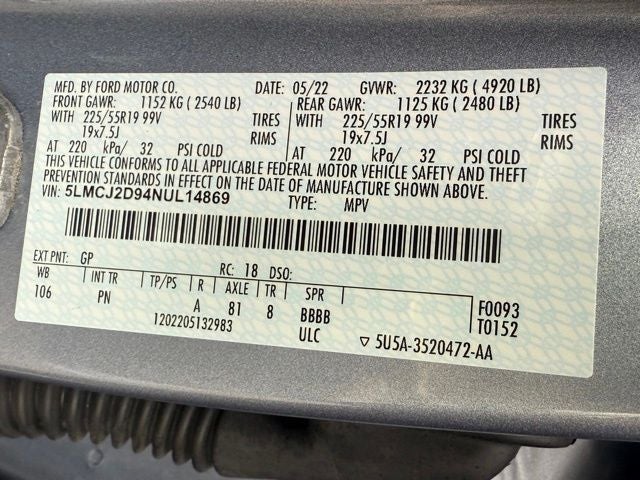 MFD. BY FORD MOTOR CO. DATE: 05/22 GVWR: 2232 KG ( 4920 LB)
FRONT GAWR: 1152 KG ( 2540 LB) REAR GAWR: 1125 KG ( 2480 LB)
WITH 225/55R19 99V TIRES WITH 225/55R19 99V TIRES
19x7.5J RIMS 19x7.5J RIMS
AT 220 kPa/ 32 PSI COLD AT 220 kPa/ 32 PSI COLD
THIS VEHICLE CONFORMS TO ALL APPLICABLE FEDERAL MOTOR VEHICLE SAFETY AND THEFT
PREVENTION STANDARDS IN EFFECT ON THE DATE OF MANUFACTURE SHOWN ABOVE.
VIN: 5LMCJ2D94NUL14869 TYPE: MPV
EXT PNT: GP RC: 18 DSO:
WB INT TR TP/PS R AXLE TR SPR F0093
106 PN A 81 8 BBBB T0152
1202205132983 ULC ▽ 5U5A-3520472-AA